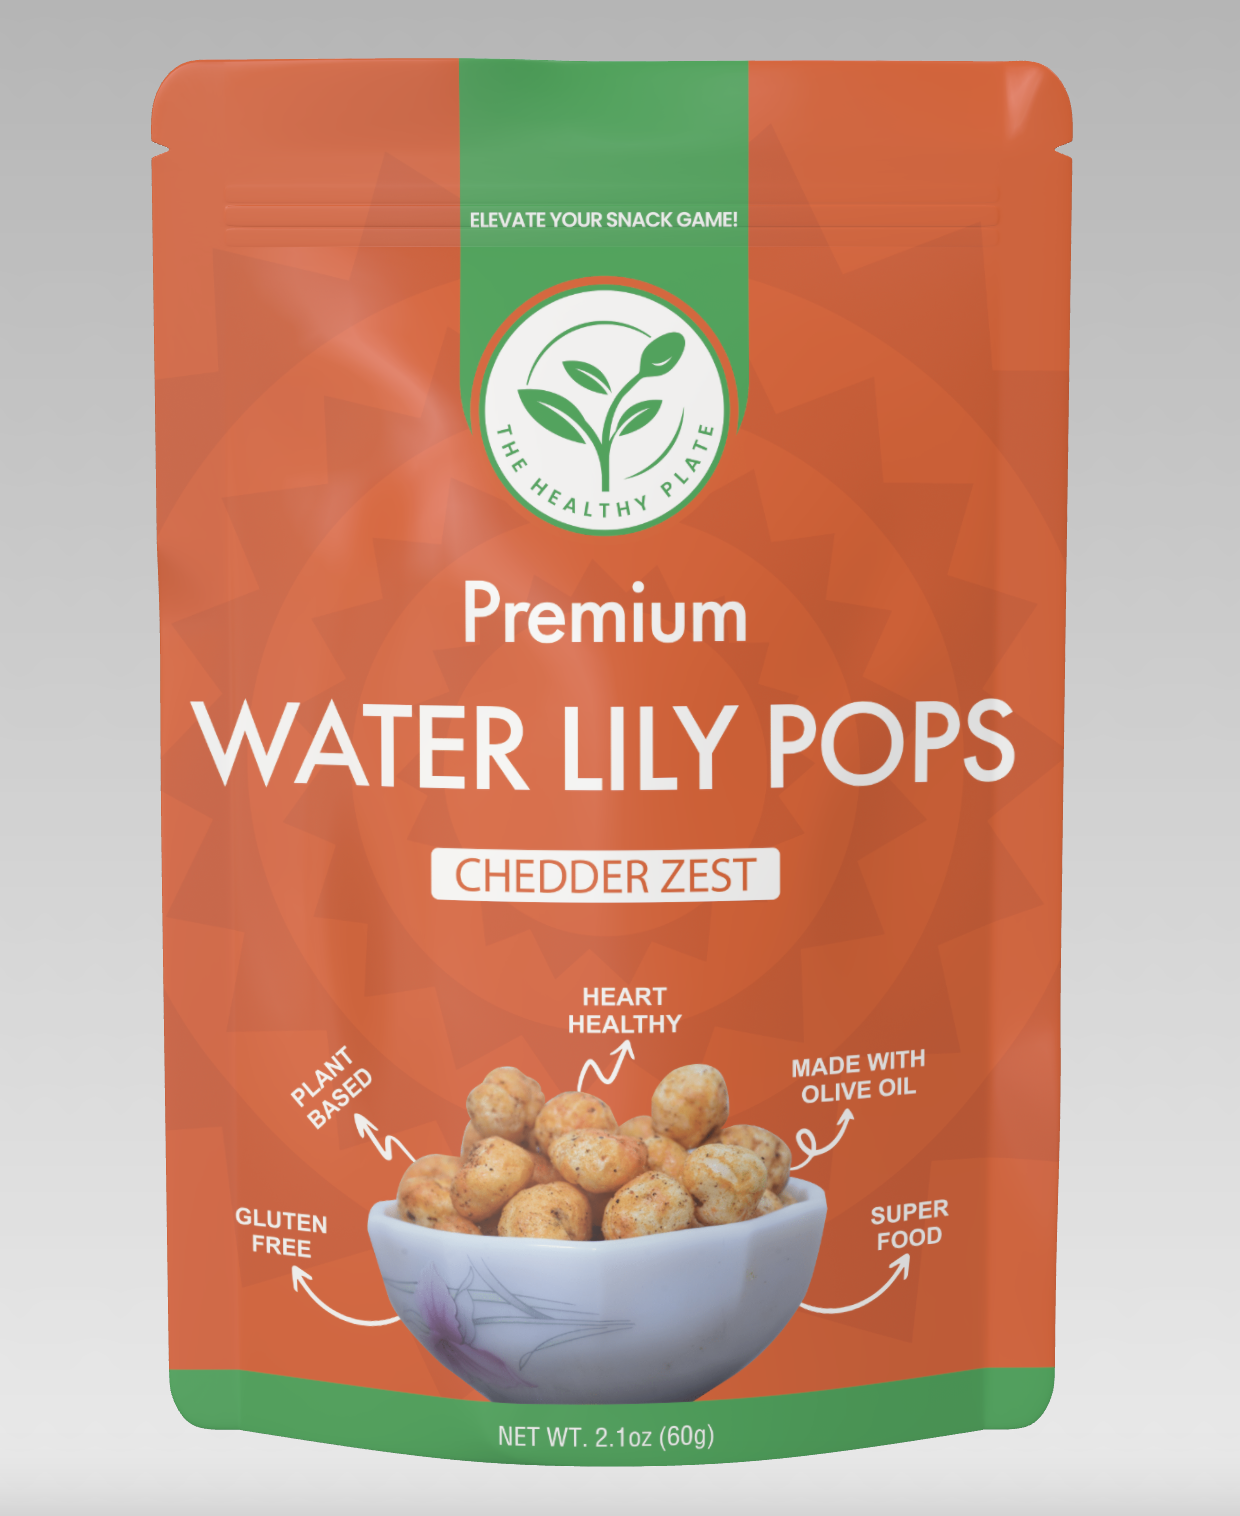 ELEVATE YOUR SNACK GAME!
THE HEALTHY PLATE
Premium
WATER LILY POPS
CHEDDER ZEST
HEART
HEALTHY
PLANT
BASED
MADE WITH
OLIVE OIL
GLUTEN
FREE
SUPER
FOOD
NET WT. 2.1oz (60g)